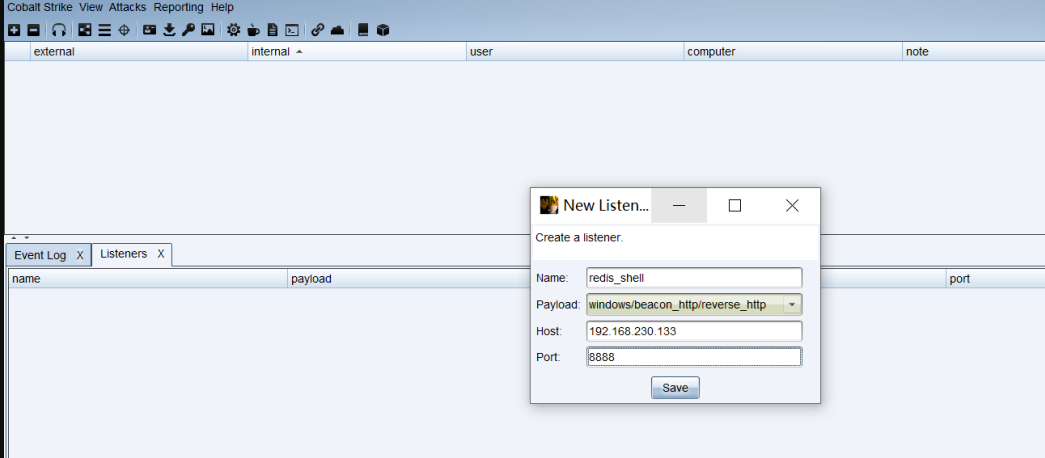 Cobalt Strike View Attacks Reporting Help
external internal user computer note
New Listen...
Create a listener.
Event Log X Listeners X
name payload port
Name: redis_shell
Payload: windows/beacon_http/reverse_http
Host: 192.168.230.133
Port: 8888
Save